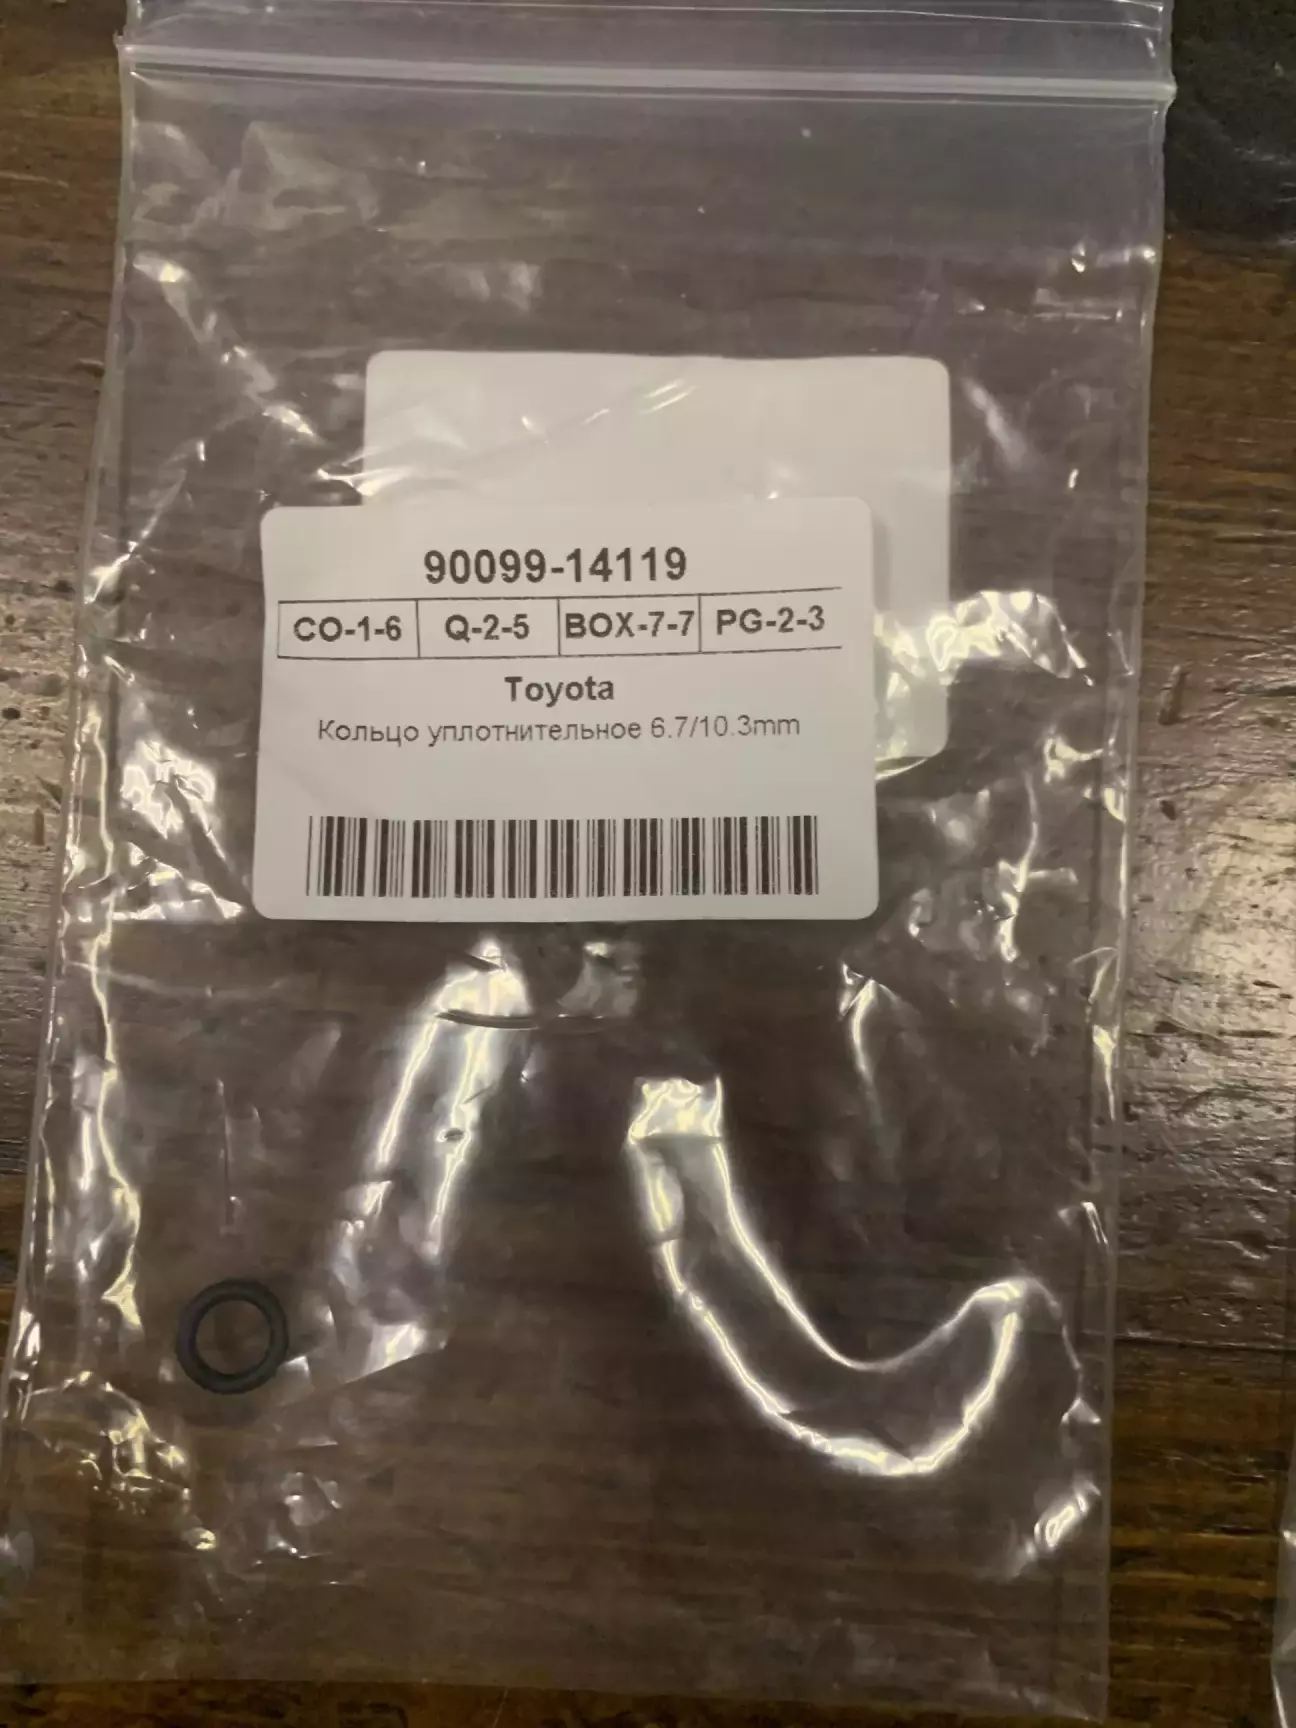 90099-14119
CO-1-6 Q-2-5 BOX-7-7 PG-2-3
Toyota
Кольцо уплотнительное 6.7/10.3mm